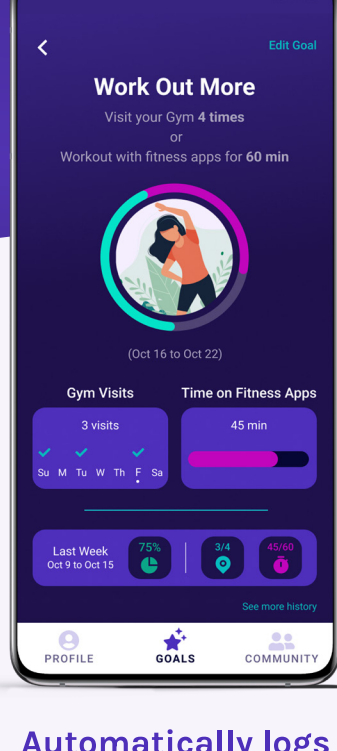 Edit Goal
Work Out More
Visit your Gym 4 times
or
Workout with fitness apps for 60 min
(Oct 16 to Oct 22)
Gym Visits
Time on Fitness Apps
3 visits
45 min
Su M Tu W Th F Sa
Last Week
Oct 9 to Oct 15
75%
3/4
45/60
See more history
PROFILE
GOALS
COMMUNITY
Automatically logs